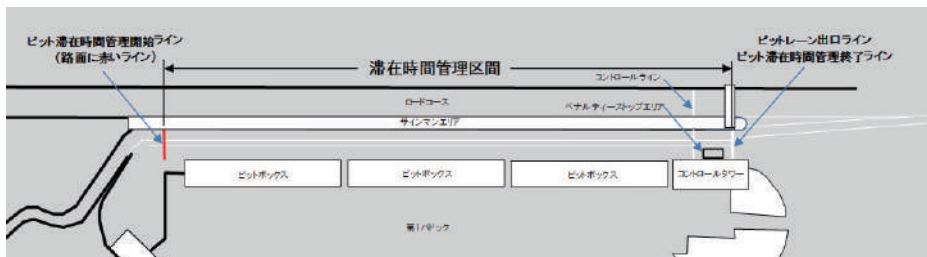 ピット滞在時間管理開始ライン
(路面に赤いライン)
滞在時間管理区間
ピットレーン出口ライン
ピット滞在時間管理終了ライン
コントロールライン
ロードコース
ペナルティーストップエリア
サインマンエリア
ピットボックス
ピットボックス
ピットボックス
コントロールタワー
第1パドック